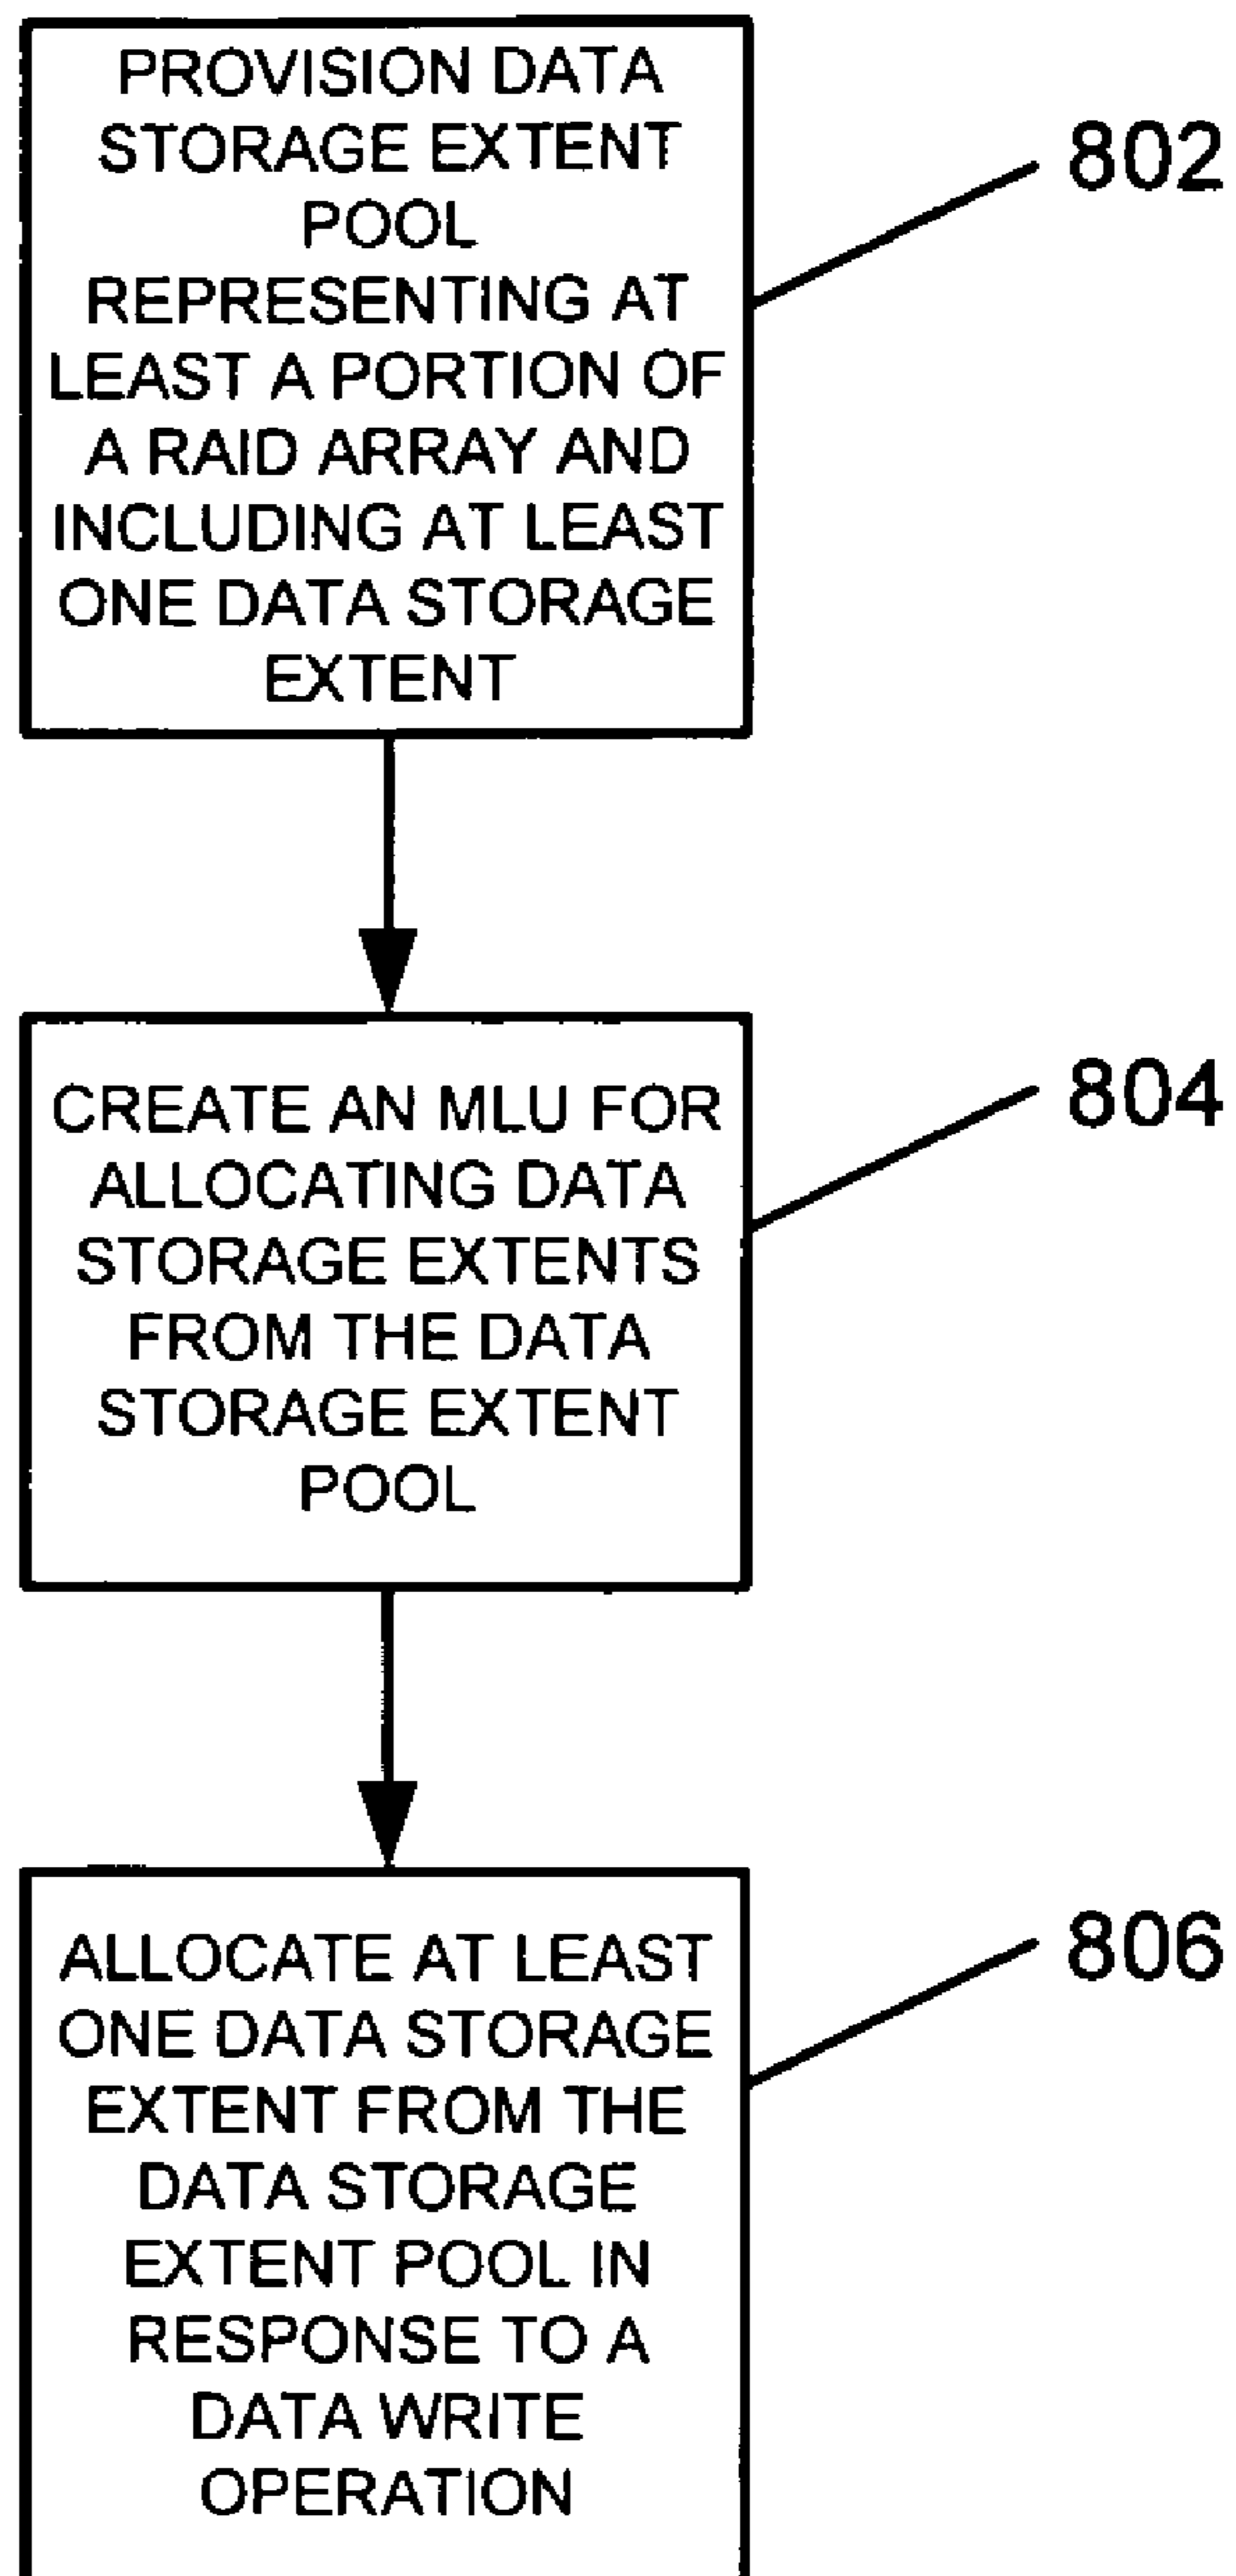 PROVISION DATA
STORAGE EXTENT
POOL
REPRESENTING AT
LEAST A PORTION OF
A RAID ARRAY AND
INCLUDING AT LEAST
ONE DATA STORAGE
EXTENT
802
CREATE AN MLU FOR
ALLOCATING DATA
STORAGE EXTENTS
FROM THE DATA
STORAGE EXTENT
POOL
804
ALLOCATE AT LEAST
ONE DATA STORAGE
EXTENT FROM THE
DATA STORAGE
EXTENT POOL IN
RESPONSE TO A
DATA WRITE
OPERATION
806